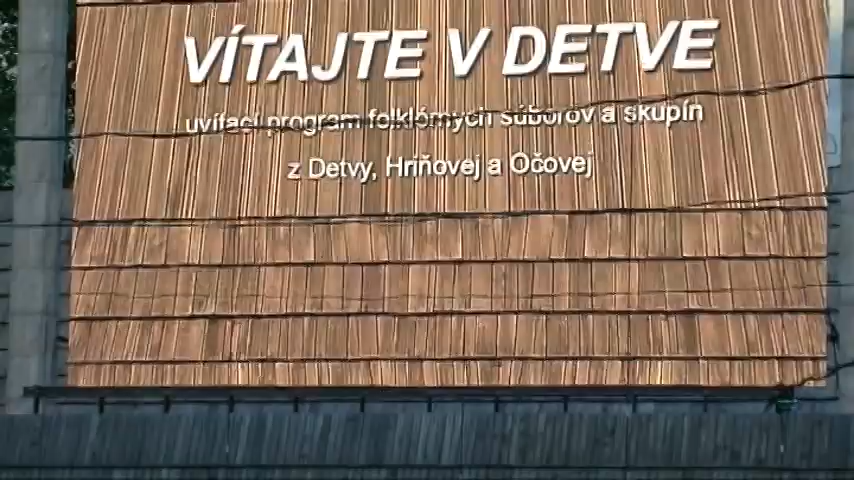 VÍTAJTE V DETVE
uvítací program folklórnych súborov a skupín
z Detvy, Hriňovej a Očovej